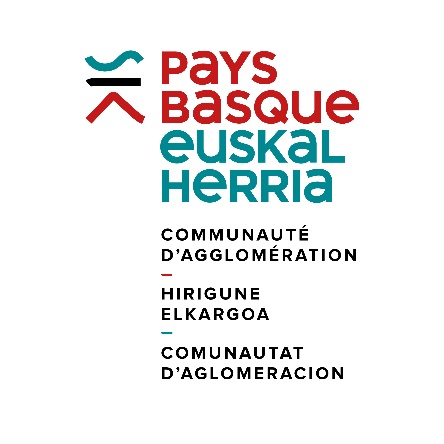 Pays
Basque
euskal
Herria
COMMUNAUTÉ
D'AGGLOMÉRATION
HIRIGUNE
ELKARGOA
COMUNAUTAT
D'AGLOMERACION